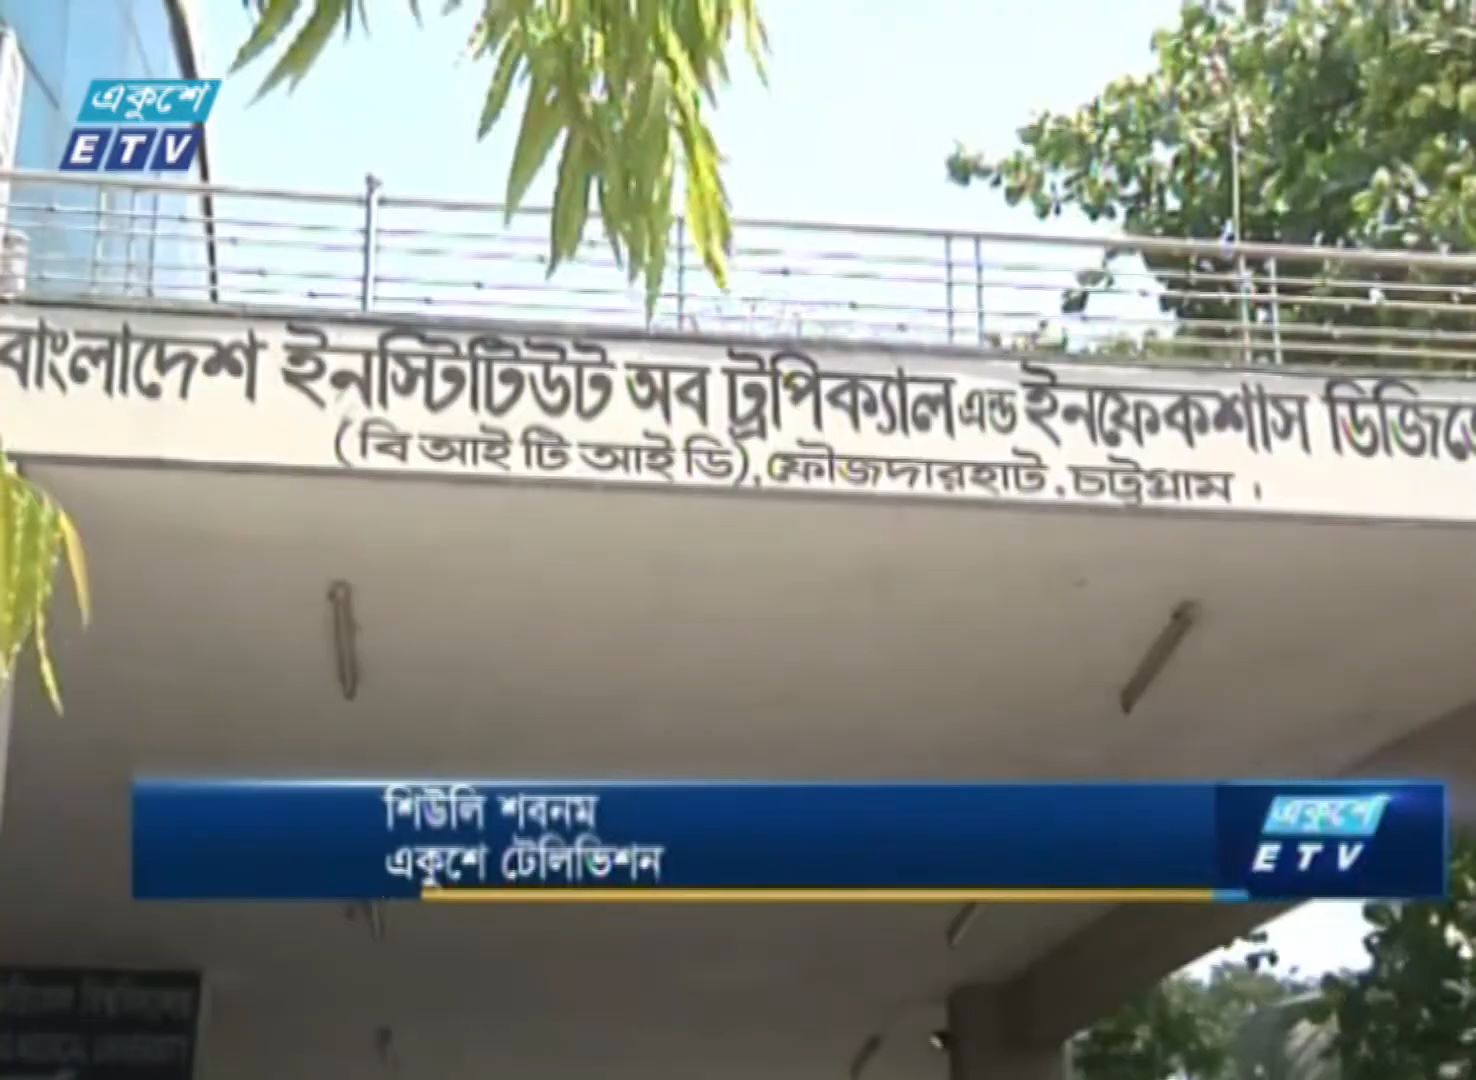 একুশে
ETV
বাংলাদেশ ইনস্টিটিউট অব ট্রপিক্যাল এন্ড ইনফেকশাস ডিজিজে
(বি আই টি আই ডি), ফৌজদারহাট, চট্টগ্রাম।
শিউলি শবনম
একুশে টেলিভিশন
একুশে
ETV